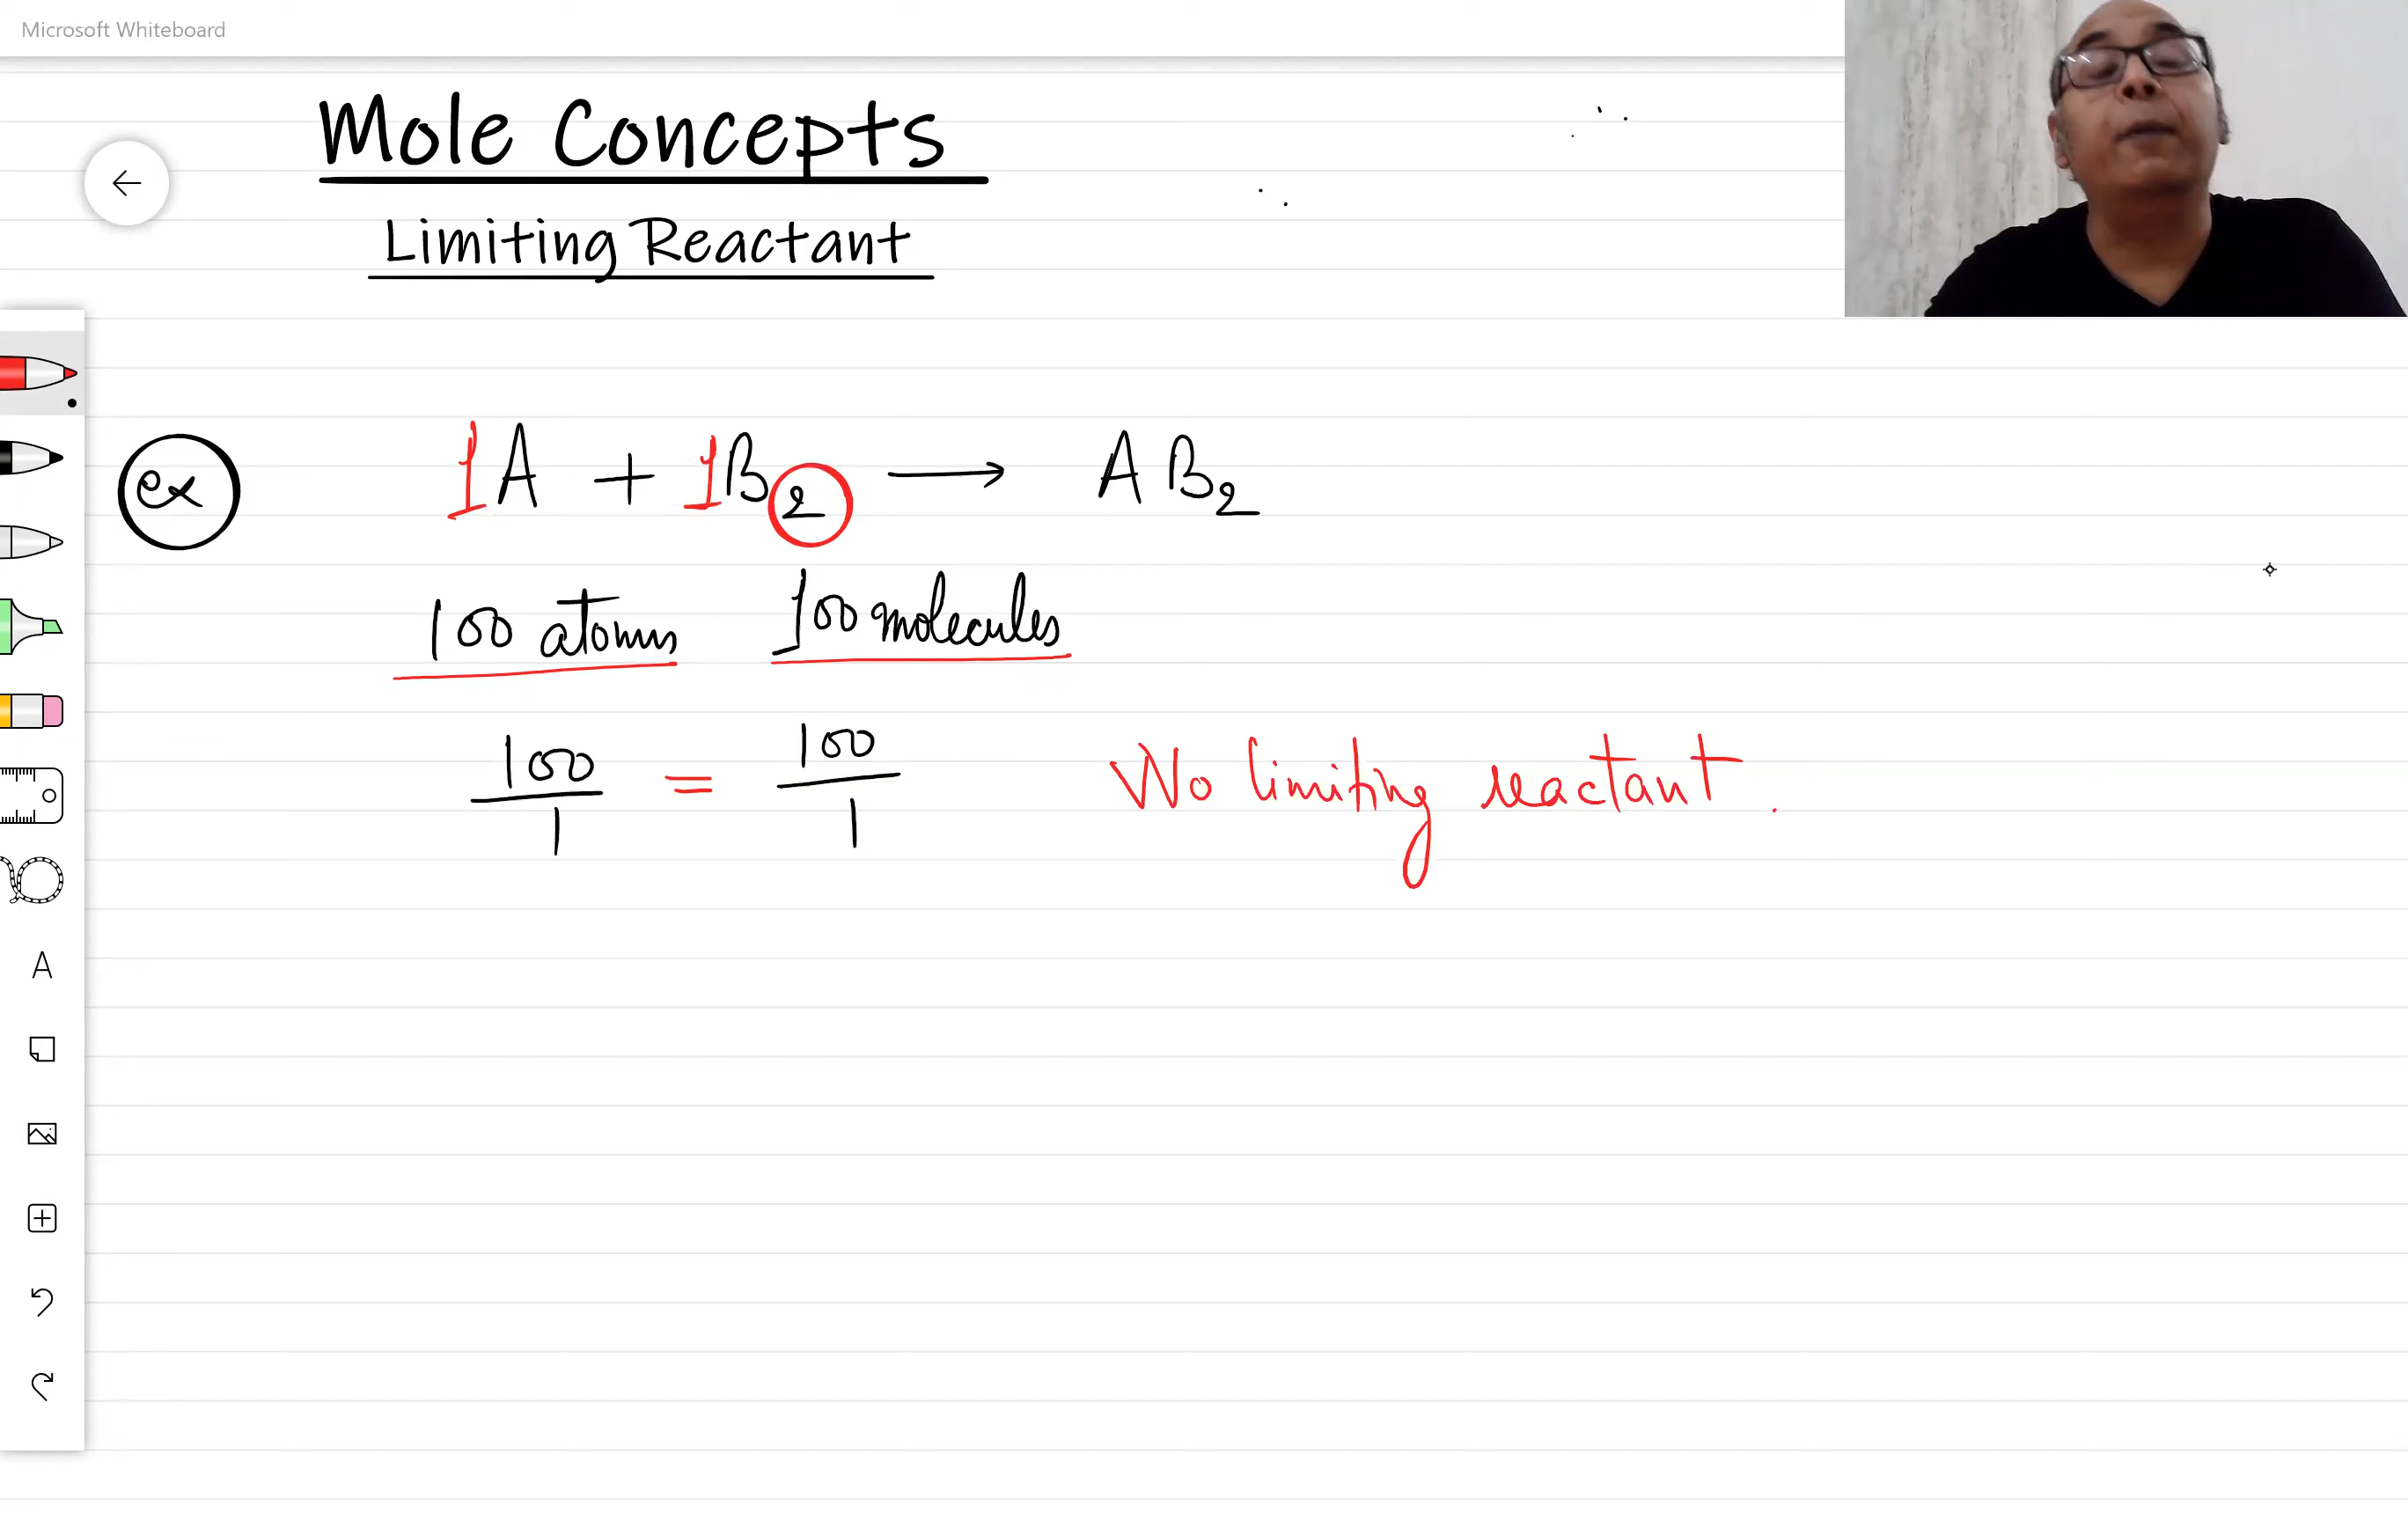 Microsoft Whiteboard
Mole Concepts
Limiting Reactant
ex 1A + 1B₂ ⟶ AB₂
100 atoms 100 molecules
100/1 = 100/1 No limiting reactant.
A